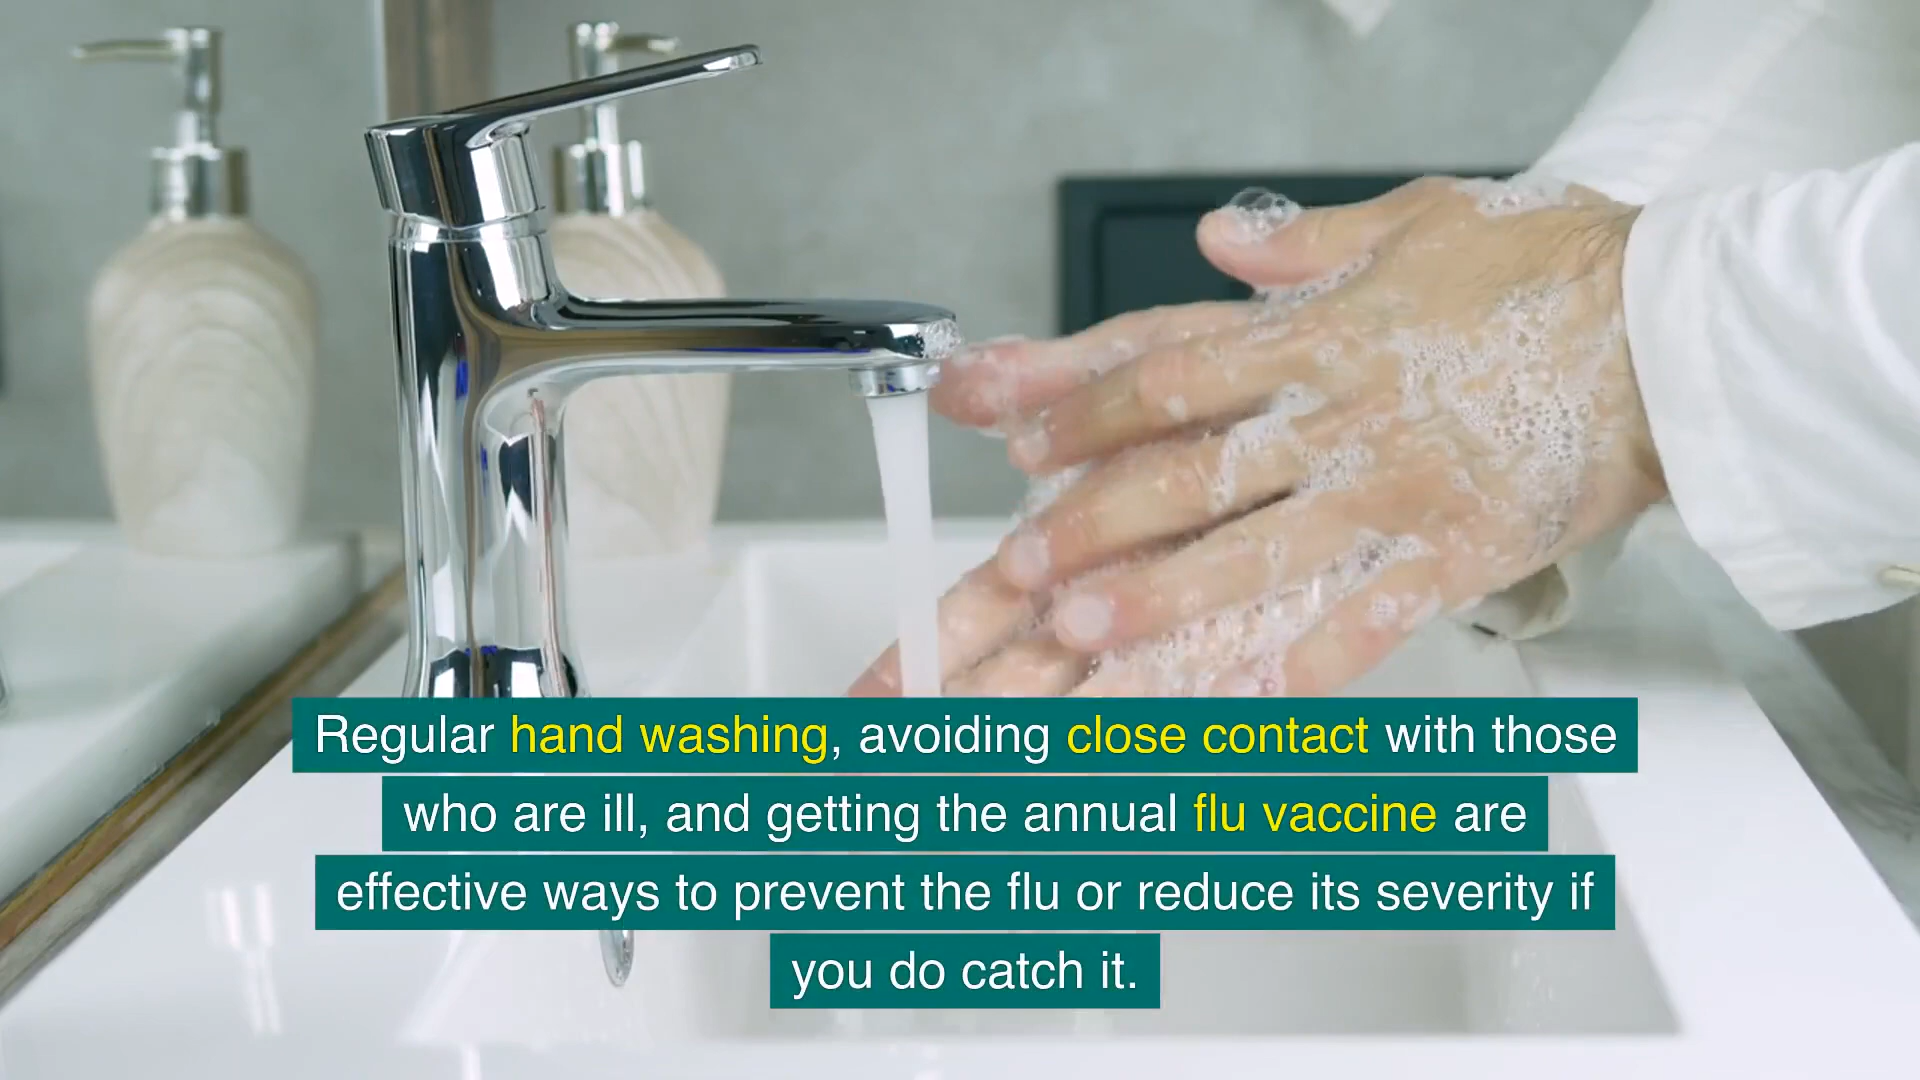 Regular hand washing, avoiding close contact with those
who are ill, and getting the annual flu vaccine are
effective ways to prevent the flu or reduce its severity if
you do catch it.